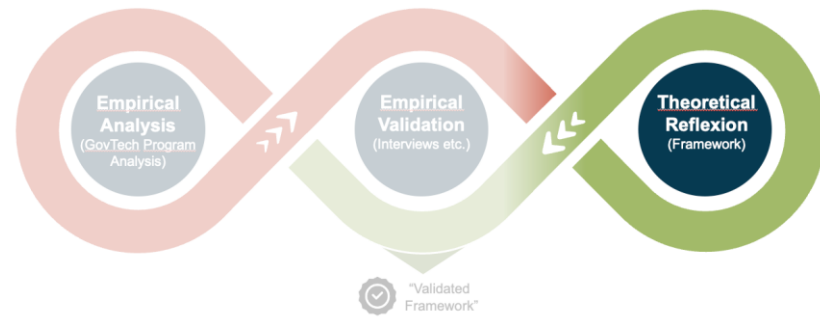 Empirical
Analysis
(GovTech Program
Analysis)
Empirical
Validation
(Interviews etc.)
Theoretical
Reflexion
(Framework)
"Validated
Framework"